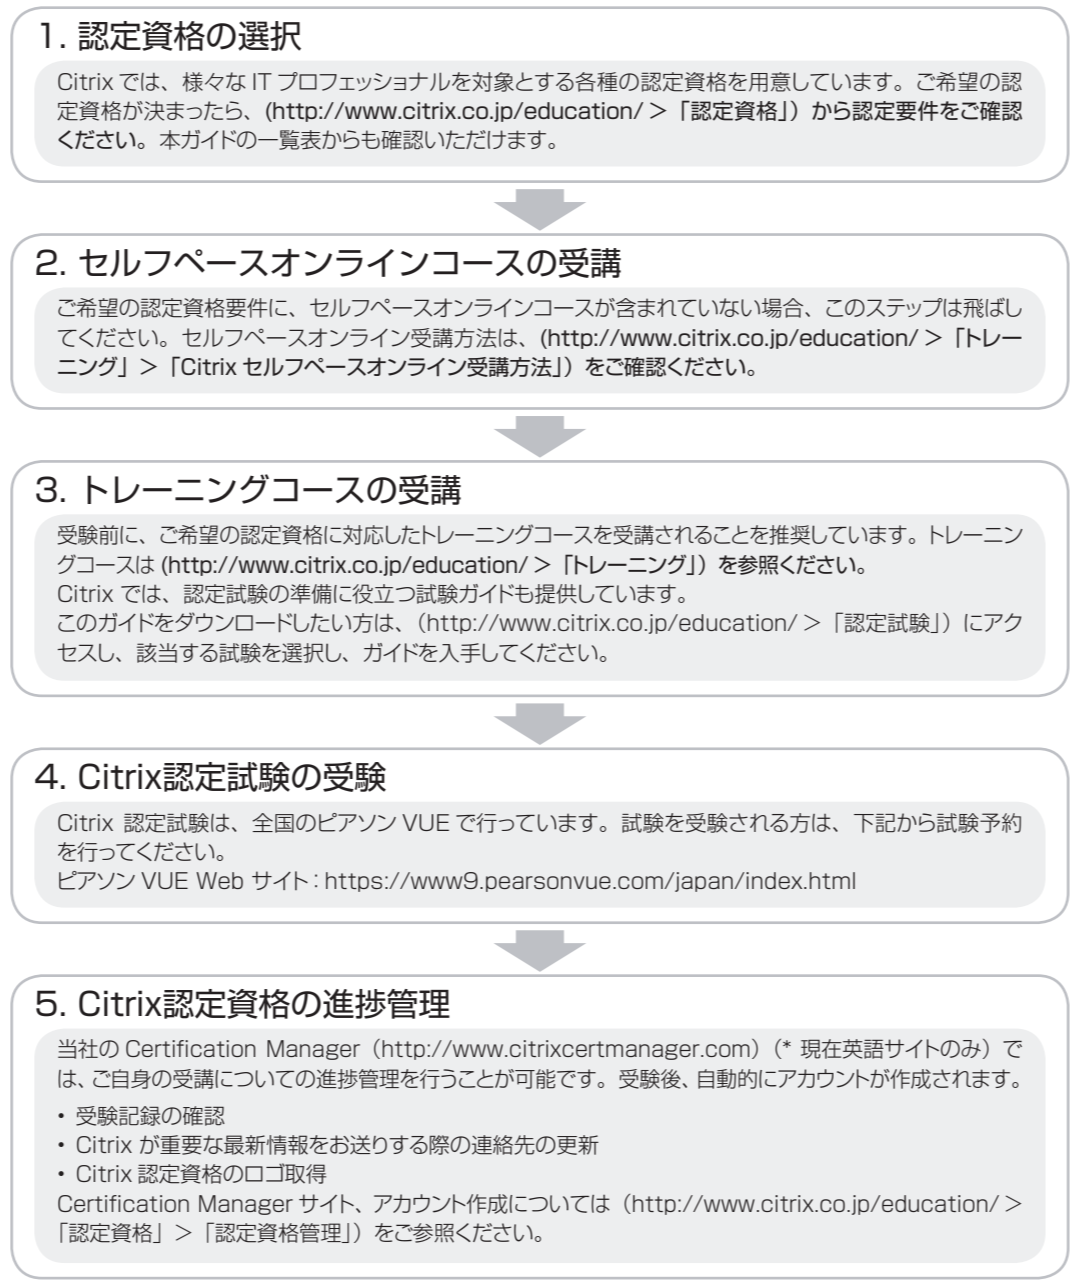 1. 認定資格の選択
Citrix では、様々な IT プロフェッショナルを対象とする各種の認定資格を用意しています。ご希望の認
定資格が決まったら、(http://www.citrix.co.jp/education/ >「認定資格」）から認定要件をご確認
ください。本ガイドの一覧表からも確認いただけます。
2. セルフペースオンラインコースの受講
ご希望の認定資格要件に、セルフペースオンラインコースが含まれていない場合、このステップは飛ばし
てください。セルフペースオンライン受講方法は、(http://www.citrix.co.jp/education/ >「トレー
ニング」>「Citrix セルフペースオンライン受講方法」）をご確認ください。
3. トレーニングコースの受講
受験前に、ご希望の認定資格に対応したトレーニングコースを受講されることを推奨しています。トレーニン
グコースは (http://www.citrix.co.jp/education/ >「トレーニング」）を参照ください。
Citrix では、認定試験の準備に役立つ試験ガイドも提供しています。
このガイドをダウンロードしたい方は、（http://www.citrix.co.jp/education/ >「認定試験」）にアク
セスし、該当する試験を選択し、ガイドを入手してください。
4. Citrix認定試験の受験
Citrix 認定試験は、全国のピアソン VUE で行っています。試験を受験される方は、下記から試験予約
を行ってください。
ピアソン VUE Web サイト：https://www9.pearsonvue.com/japan/index.html
5. Citrix認定資格の進捗管理
当社の Certification Manager（http://www.citrixcertmanager.com）（* 現在英語サイトのみ）で
は、ご自身の受講についての進捗管理を行うことが可能です。受験後、自動的にアカウントが作成されます。
・ 受験記録の確認
・ Citrix が重要な最新情報をお送りする際の連絡先の更新
・ Citrix 認定資格のロゴ取得
Certification Manager サイト、アカウント作成については（http://www.citrix.co.jp/education/ >
「認定資格」>「認定資格管理」）をご参照ください。